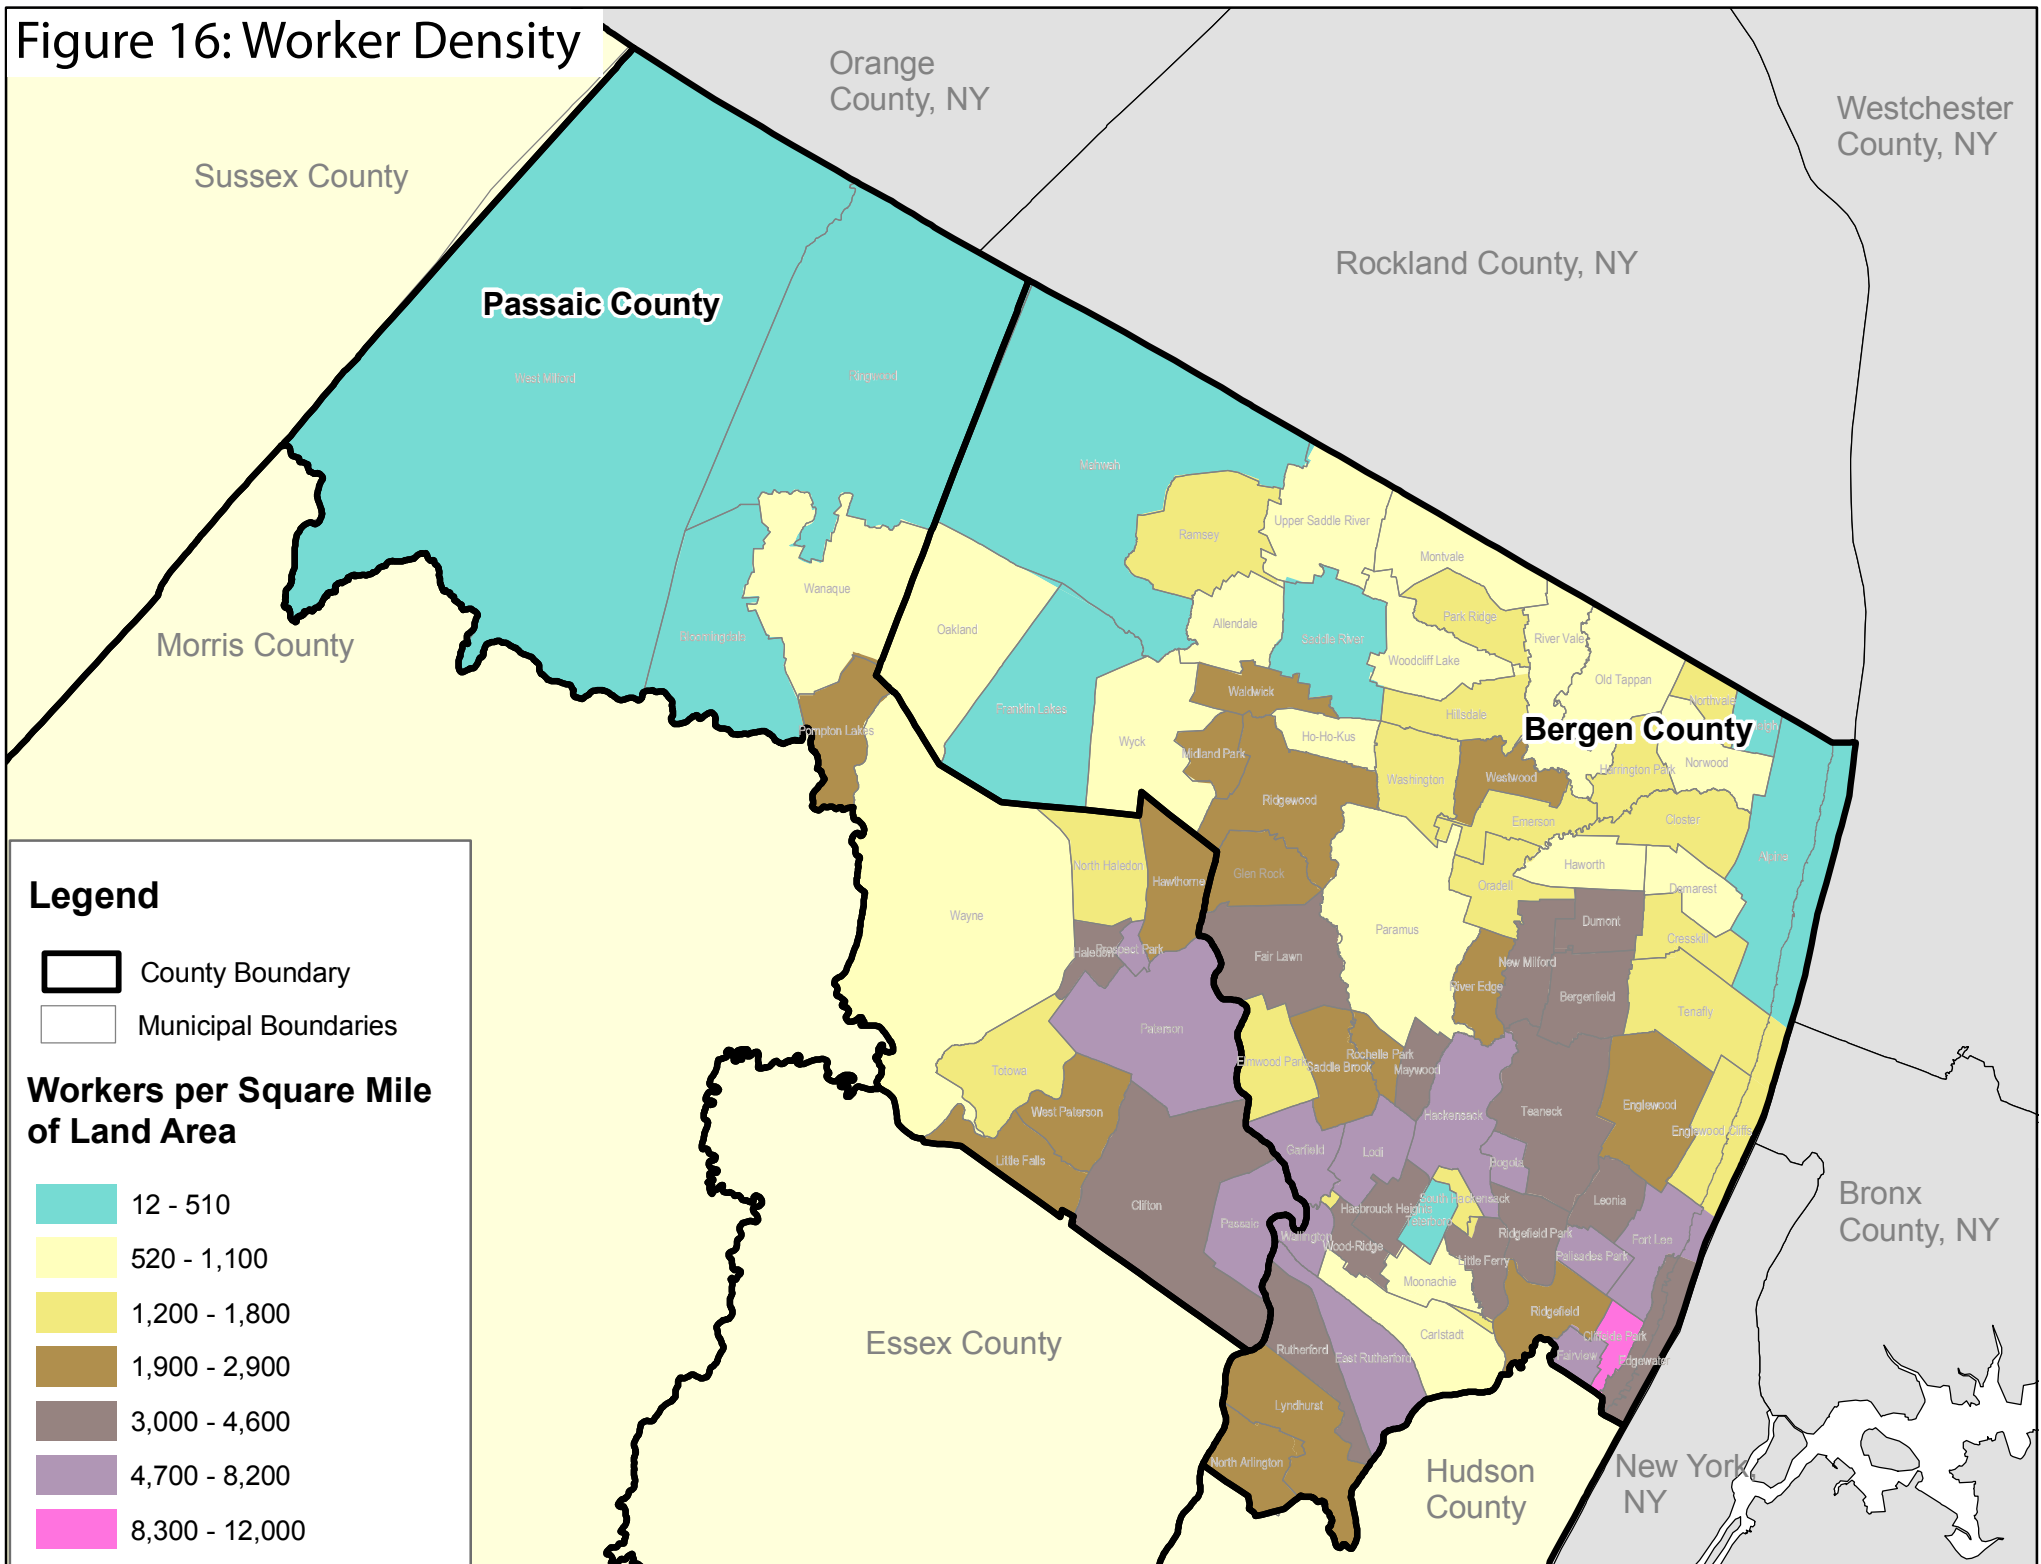 Figure 16: Worker Density
Orange
County, NY
Westchester
County, NY
Sussex County
Rockland County, NY
Passaic County
West Milford
Ringwood
Mahwah
Ramsey
Upper Saddle River
Montvale
Wanaque
Park Ridge
Allendale
Oakland
Saddle River
River Vale
Morris County
Woodcliff Lake
Old Tappan
Waldwick
Northvale
Franklin Lakes
Hillsdale
Bergen County
Pompton Lakes
Wyck
Ho-Ho-Kus
Midland Park
Norwood
Harrington Park
Washington
Westwood
Ridgewood
Emerson
Closter
North Haledon
Haworth
Glen Rock
Hawthorne
Oradell
Demarest
Wayne
Dumont
Paramus
Cresskill
Haledon
Prospect Park
Fair Lawn
New Milford
River Edge
Bergenfield
Tenafly
Paterson
Rochelle Park
Elmwood Park
Saddle Brook
Maywood
Totowa
West Paterson
Hackensack
Teaneck
Englewood
Englewood Cliffs
Little Falls
Garfield
Lodi
Bogota
Clifton
Leonia
South Hackensack
Hasbrouck Heights
Teterboro
Passaic
Wallington
Wood-Ridge
Ridgefield Park
Fort Lee
Little Ferry
Palisades Park
Moonachie
Bronx
County, NY
Ridgefield
Carlstadt
Cliffside Park
Essex County
Rutherford
East Rutherford
Fairview
Edgewater
Lyndhurst
North Arlington
Hudson
County
New York,
NY
Legend
County Boundary
Municipal Boundaries
Workers per Square Mile
of Land Area
12 - 510
520 - 1,100
1,200 - 1,800
1,900 - 2,900
3,000 - 4,600
4,700 - 8,200
8,300 - 12,000